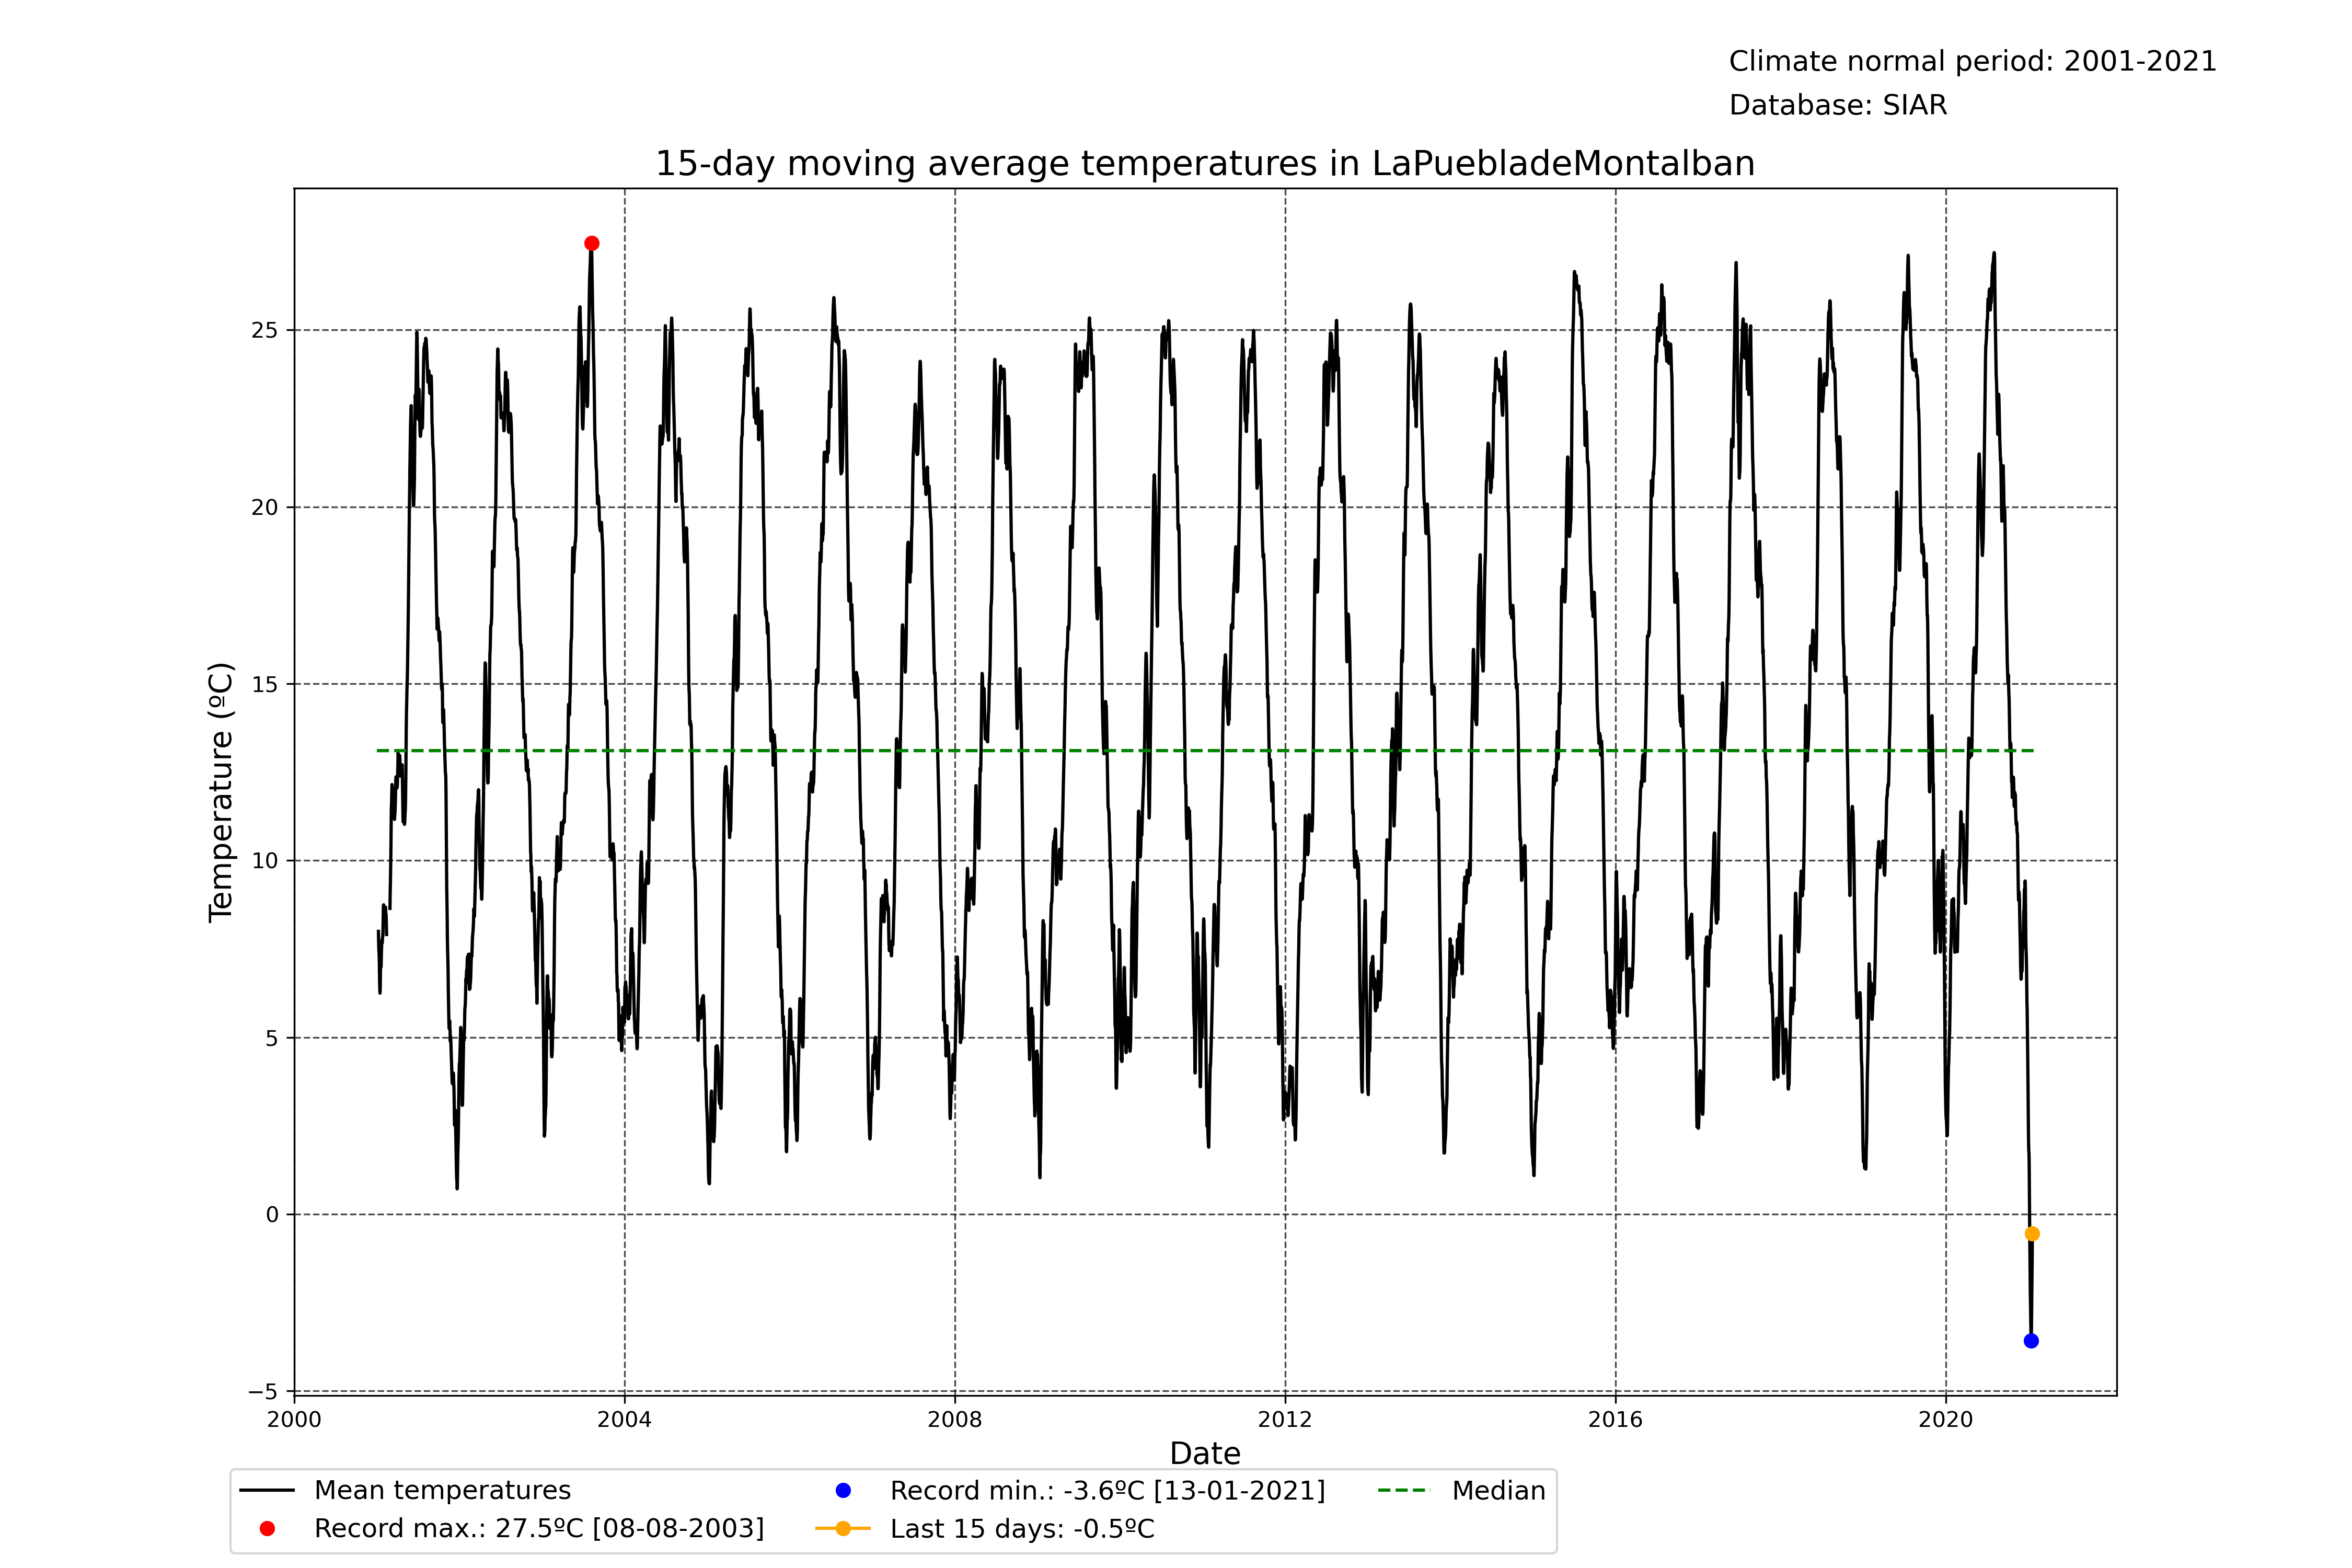 Climate normal period: 2001-2021
Database: SIAR
15-day moving average temperatures in LaPuebladeMontalban
Temperature (ºC)
25
20
15
10
5
0
−5
2000 2004 2008 2012 2016 2020
Date
Mean temperatures
Record max.: 27.5ºC [08-08-2003]
Record min.: -3.6ºC [13-01-2021]
Last 15 days: -0.5ºC
Median